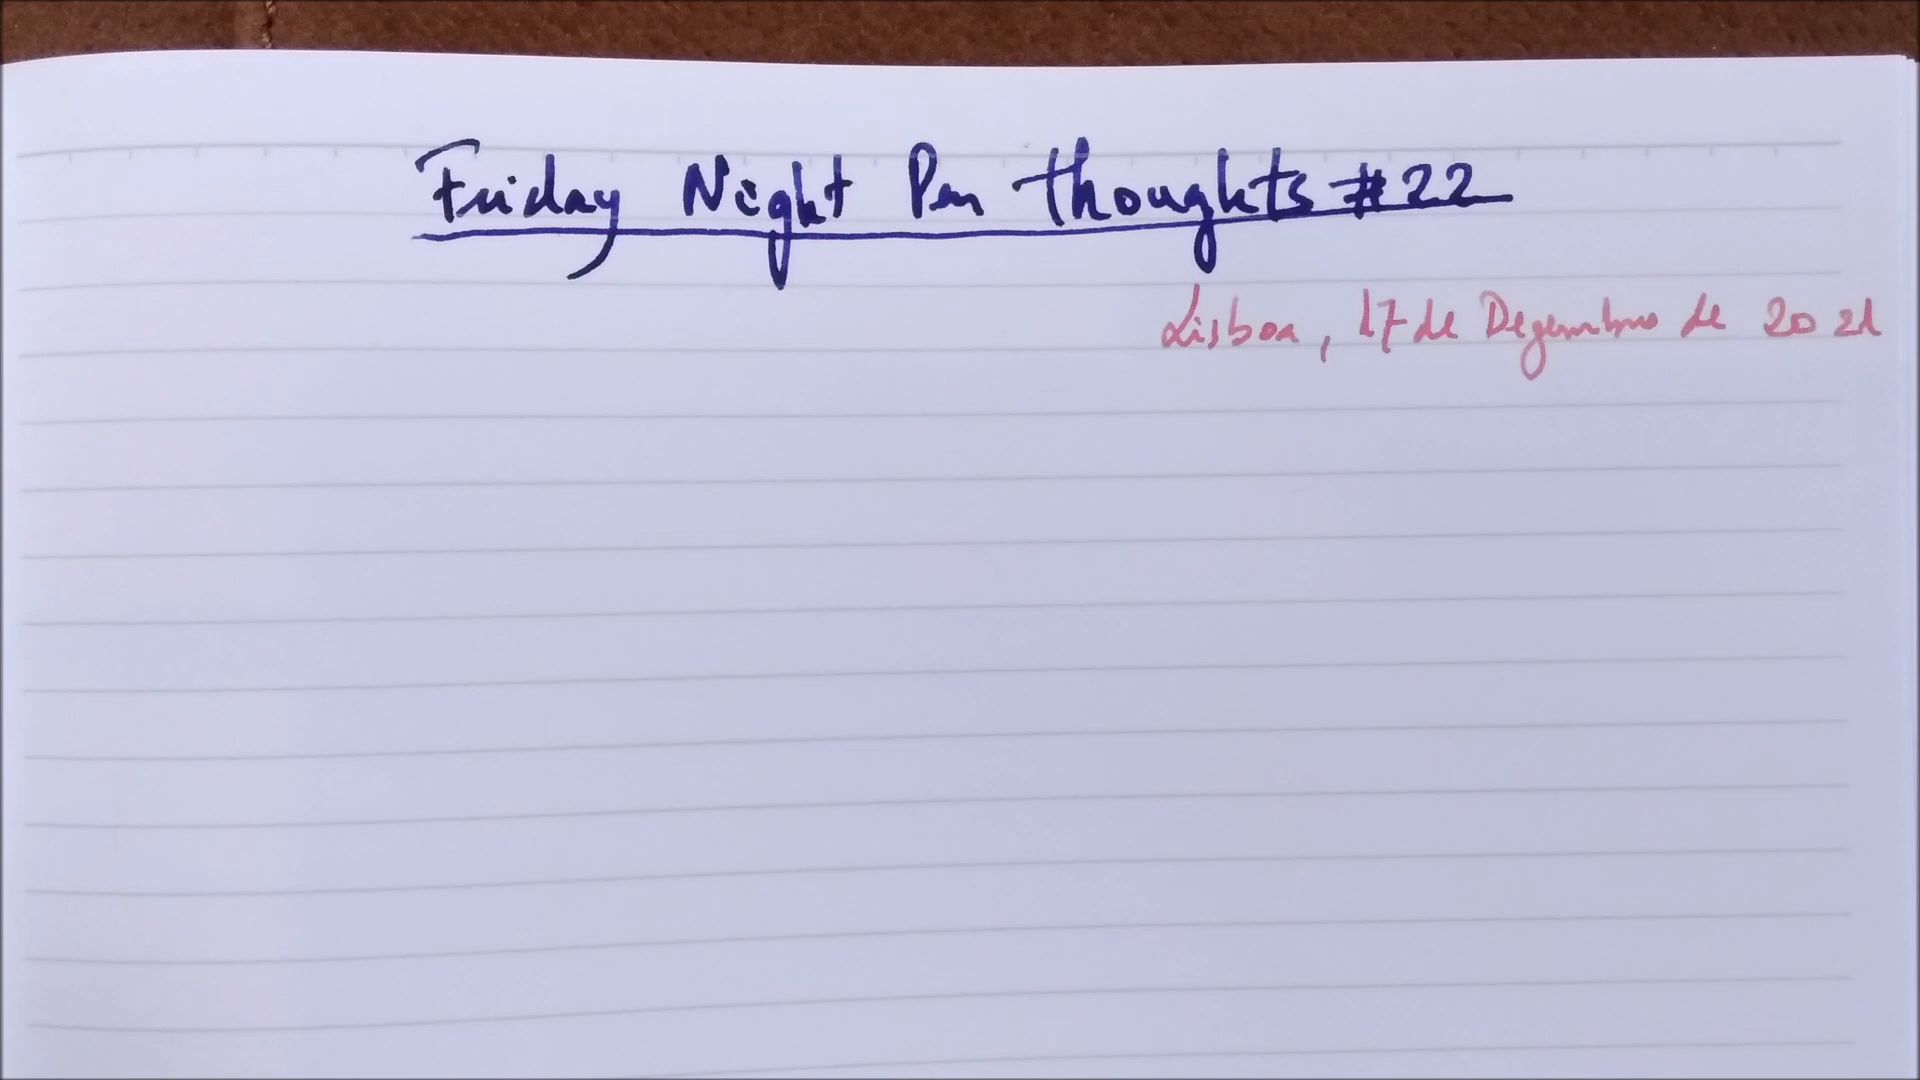 Friday Night Pen Thoughts #22
Lisboa, 17 de Dezembro de 2021